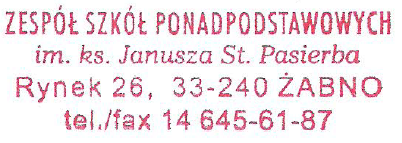 ZESPÓŁ SZKÓŁ PONADPODSTAWOWYCH
im. ks. Janusza St. Pasierba
Rynek 26, 33-240 ŻABNO
tel./fax 14 645-61-87